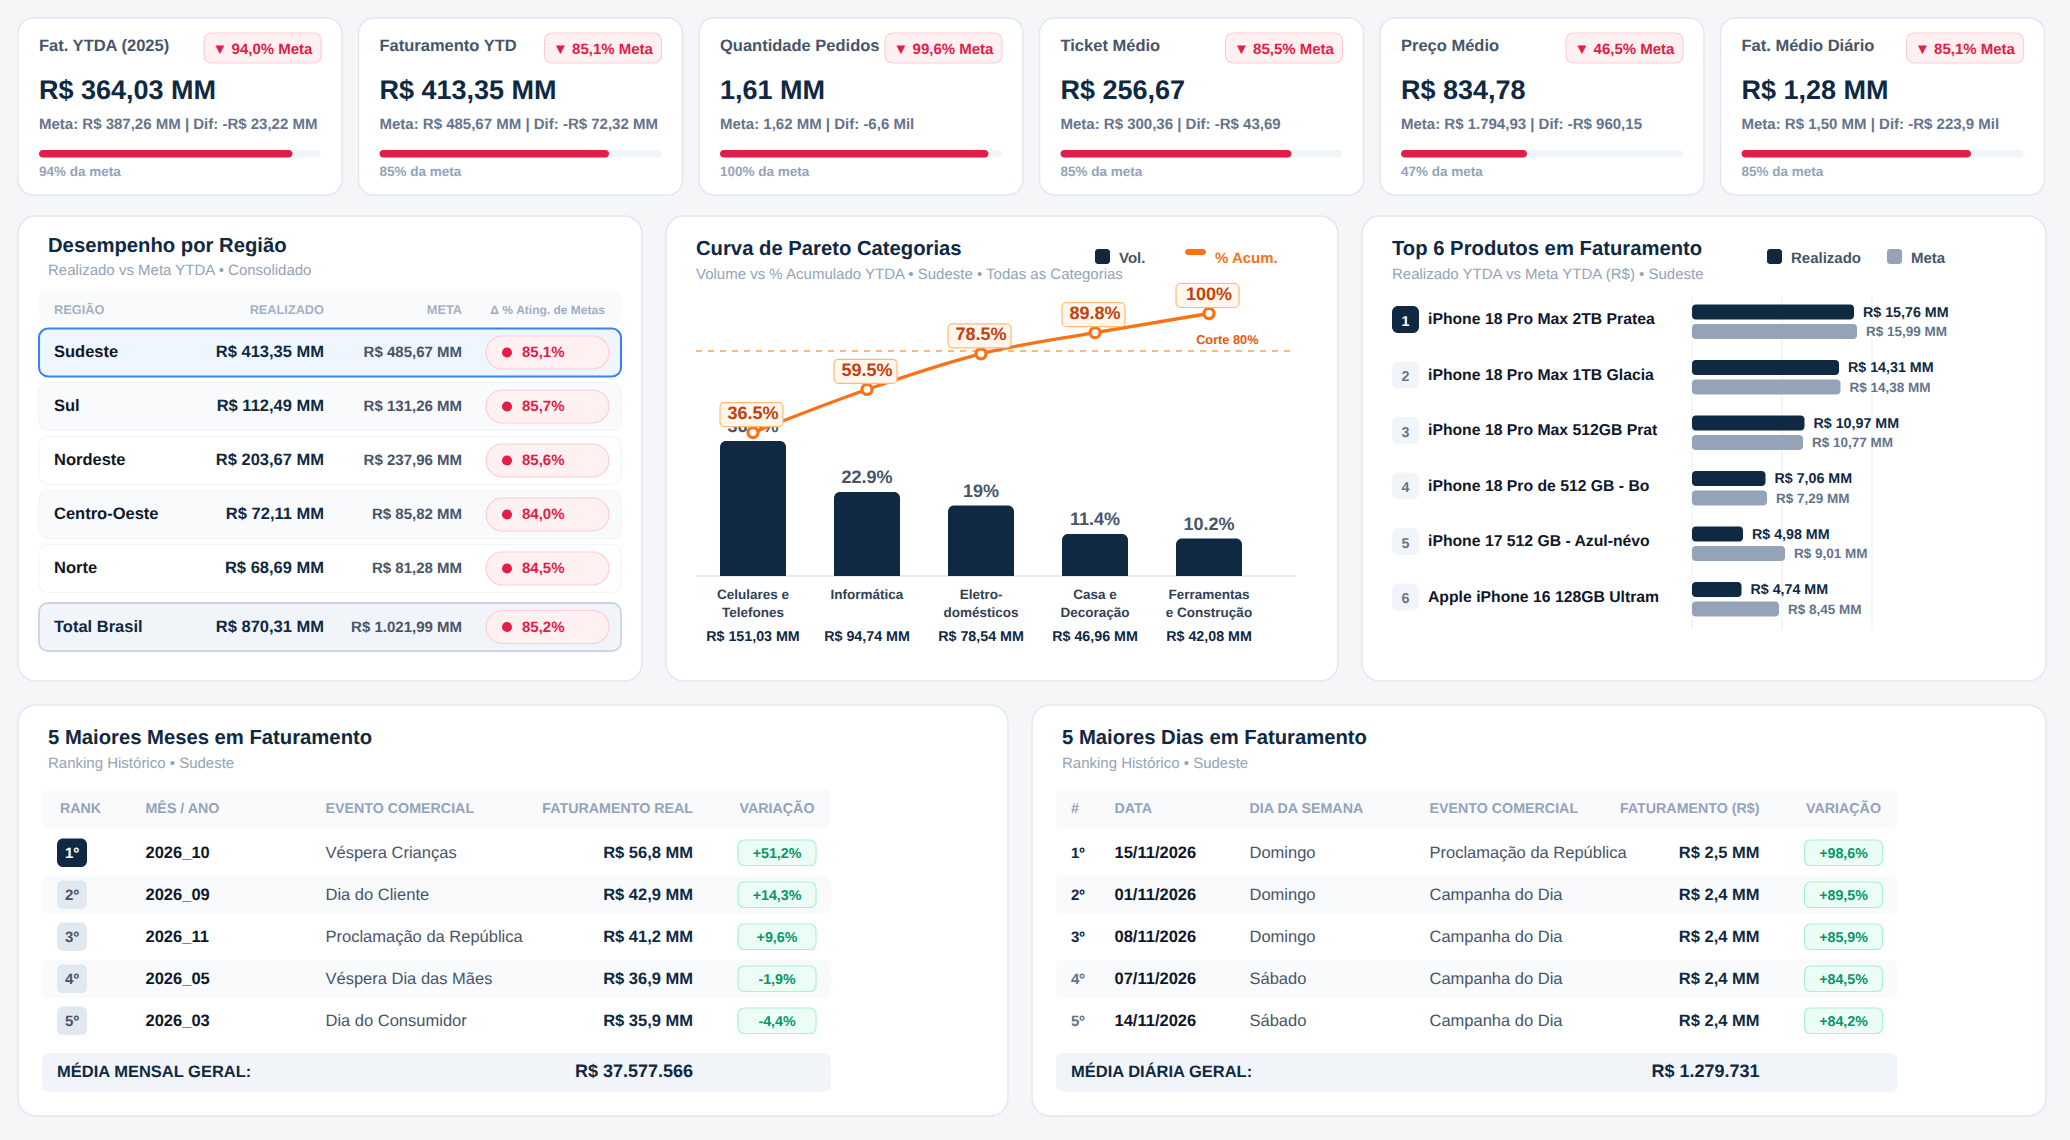 Fat. YTDA (2025) ▼ 94,0% Meta
R$ 364,03 MM
Meta: R$ 387,26 MM | Dif: -R$ 23,22 MM
94% da meta
Faturamento YTD ▼ 85,1% Meta
R$ 413,35 MM
Meta: R$ 485,67 MM | Dif: -R$ 72,32 MM
85% da meta
Quantidade Pedidos ▼ 99,6% Meta
1,61 MM
Meta: 1,62 MM | Dif: -6,6 Mil
100% da meta
Ticket Médio ▼ 85,5% Meta
R$ 256,67
Meta: R$ 300,36 | Dif: -R$ 43,69
85% da meta
Preço Médio ▼ 46,5% Meta
R$ 834,78
Meta: R$ 1.794,93 | Dif: -R$ 960,15
47% da meta
Fat. Médio Diário ▼ 85,1% Meta
R$ 1,28 MM
Meta: R$ 1,50 MM | Dif: -R$ 223,9 Mil
85% da meta
Desempenho por Região
Realizado vs Meta YTDA • Consolidado
REGIÃO REALIZADO META Δ % Ating. de Metas
Sudeste R$ 413,35 MM R$ 485,67 MM 85,1%
Sul R$ 112,49 MM R$ 131,26 MM 85,7%
Nordeste R$ 203,67 MM R$ 237,96 MM 85,6%
Centro-Oeste R$ 72,11 MM R$ 85,82 MM 84,0%
Norte R$ 68,69 MM R$ 81,28 MM 84,5%
Total Brasil R$ 870,31 MM R$ 1.021,99 MM 85,2%
Curva de Pareto Categorias
Volume vs % Acumulado YTDA • Sudeste • Todas as Categorias
Vol. % Acum.
100%
89.8%
78.5%
Corte 80%
59.5%
36.5%
22.9%
19%
11.4%
10.2%
Celulares e Informática Eletro- Casa e Ferramentas
Telefones domésticos Decoração e Construção
R$ 151,03 MM R$ 94,74 MM R$ 78,54 MM R$ 46,96 MM R$ 42,08 MM
Top 6 Produtos em Faturamento
Realizado YTDA vs Meta YTDA (R$) • Sudeste
Realizado Meta
1 iPhone 18 Pro Max 2TB Pratea R$ 15,76 MM
R$ 15,99 MM
2 iPhone 18 Pro Max 1TB Glacia R$ 14,31 MM
R$ 14,38 MM
3 iPhone 18 Pro Max 512GB Prat R$ 10,97 MM
R$ 10,77 MM
4 iPhone 18 Pro de 512 GB - Bo R$ 7,06 MM
R$ 7,29 MM
5 iPhone 17 512 GB - Azul-névo R$ 4,98 MM
R$ 9,01 MM
6 Apple iPhone 16 128GB Ultram R$ 4,74 MM
R$ 8,45 MM
5 Maiores Meses em Faturamento
Ranking Histórico • Sudeste
RANK MÊS / ANO EVENTO COMERCIAL FATURAMENTO REAL VARIAÇÃO
1º 2026_10 Véspera Crianças R$ 56,8 MM +51,2%
2º 2026_09 Dia do Cliente R$ 42,9 MM +14,3%
3º 2026_11 Proclamação da República R$ 41,2 MM +9,6%
4º 2026_05 Véspera Dia das Mães R$ 36,9 MM -1,9%
5º 2026_03 Dia do Consumidor R$ 35,9 MM -4,4%
MÉDIA MENSAL GERAL: R$ 37.577.566
5 Maiores Dias em Faturamento
Ranking Histórico • Sudeste
# DATA DIA DA SEMANA EVENTO COMERCIAL FATURAMENTO (R$) VARIAÇÃO
1º 15/11/2026 Domingo Proclamação da República R$ 2,5 MM +98,6%
2º 01/11/2026 Domingo Campanha do Dia R$ 2,4 MM +89,5%
3º 08/11/2026 Domingo Campanha do Dia R$ 2,4 MM +85,9%
4º 07/11/2026 Sábado Campanha do Dia R$ 2,4 MM +84,5%
5º 14/11/2026 Sábado Campanha do Dia R$ 2,4 MM +84,2%
MÉDIA DIÁRIA GERAL: R$ 1.279.731